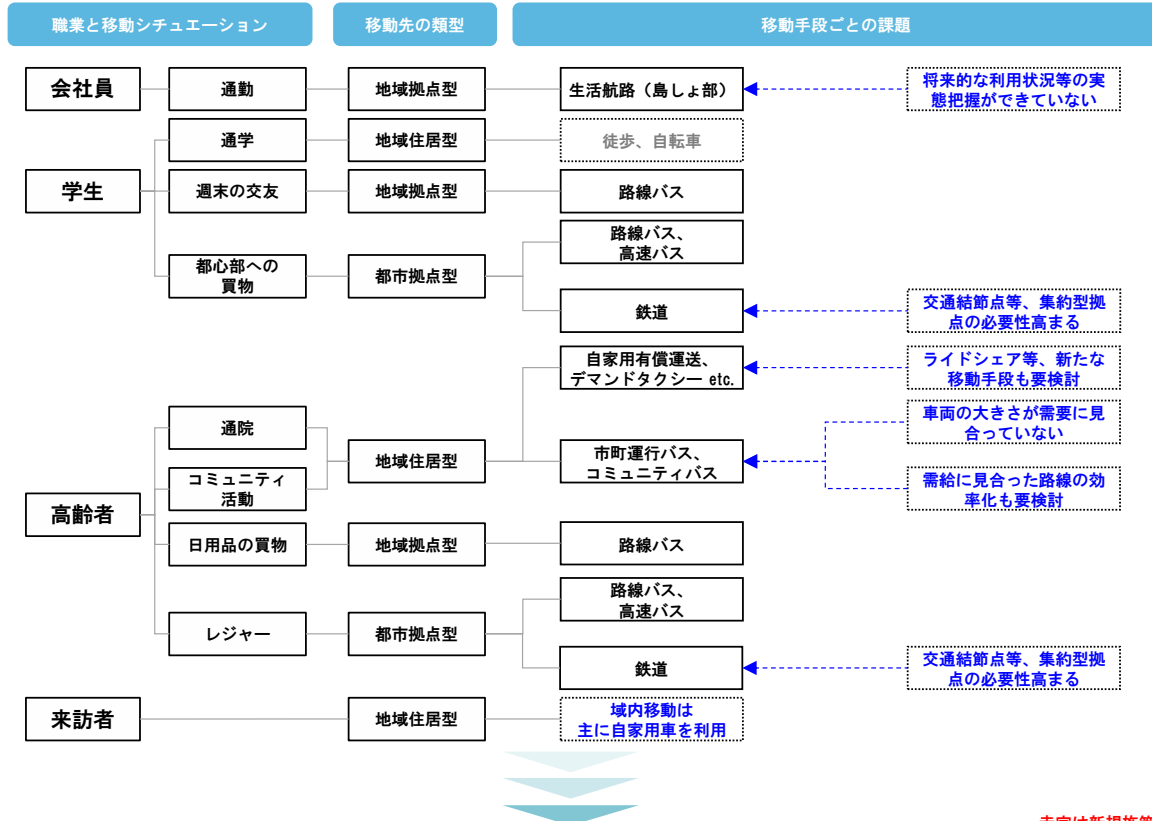 職業と移動シチュエーション
移動先の類型
移動手段ごとの課題
会社員
通勤
地域拠点型
生活航路（島しょ部）
将来的な利用状況等の実
態把握ができていない
学生
通学
地域住居型
徒歩、自転車
週末の交友
地域拠点型
路線バス
都心部への
買物
都市拠点型
路線バス、
高速バス
鉄道
交通結節点等、集約型拠
点の必要性高まる
高齢者
通院
コミュニティ
活動
地域住居型
自家用有償運送、
デマンドタクシー etc.
ライドシェア等、新たな
移動手段も要検討
市町運行バス、
コミュニティバス
車両の大きさが需要に見
合っていない
需給に見合った路線の効
率化も要検討
日用品の買物
地域拠点型
路線バス
レジャー
都市拠点型
路線バス、
高速バス
鉄道
交通結節点等、集約型拠
点の必要性高まる
来訪者
地域住居型
域内移動は
主に自家用車を利用